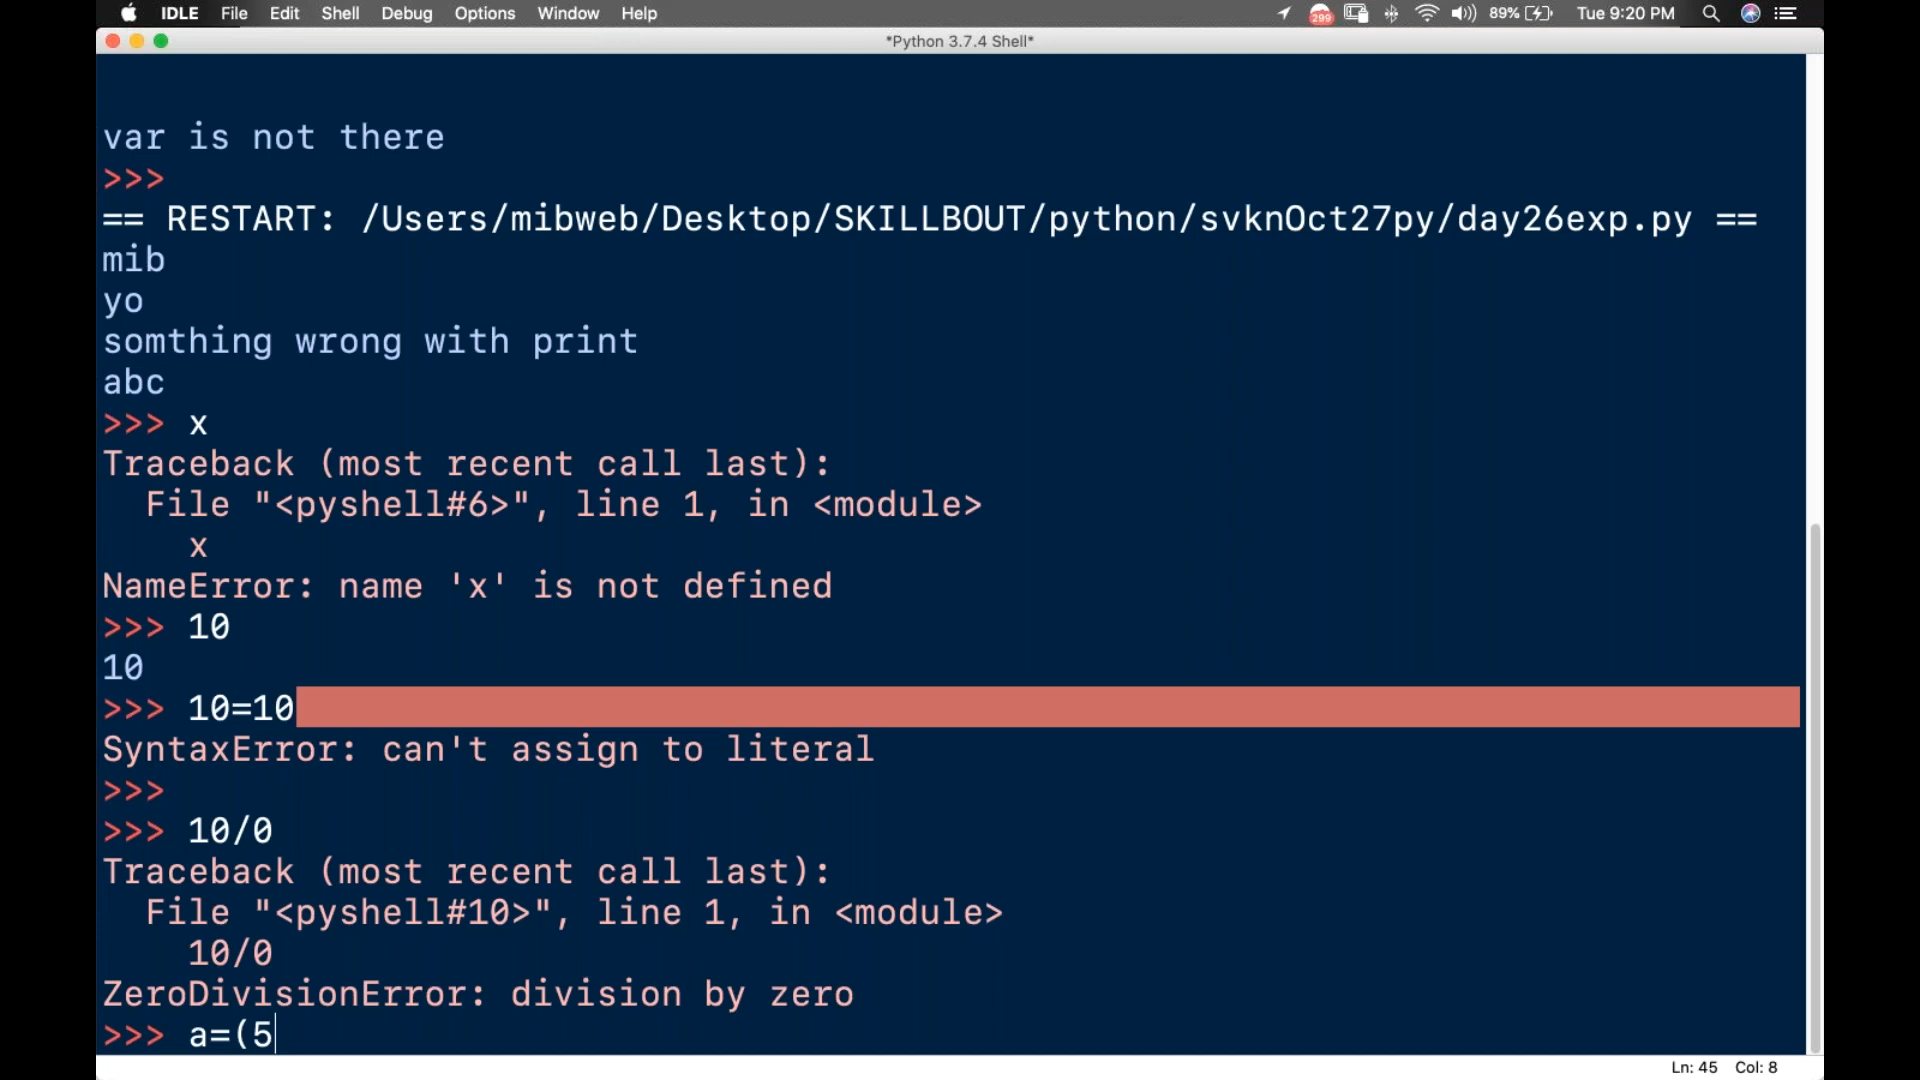 IDLE File Edit Shell Debug Options Window Help 299 89% Tue 9:20 PM
*Python 3.7.4 Shell*
var is not there
>>>
== RESTART: /Users/mibweb/Desktop/SKILLBOUT/python/svknOct27py/day26exp.py ==
mib
yo
somthing wrong with print
abc
>>> x
Traceback (most recent call last):
  File "<pyshell#6>", line 1, in <module>
    x
NameError: name 'x' is not defined
>>> 10
10
>>> 10=10
SyntaxError: can't assign to literal
>>>
>>> 10/0
Traceback (most recent call last):
  File "<pyshell#10>", line 1, in <module>
    10/0
ZeroDivisionError: division by zero
>>> a=(5
Ln: 45 Col: 8